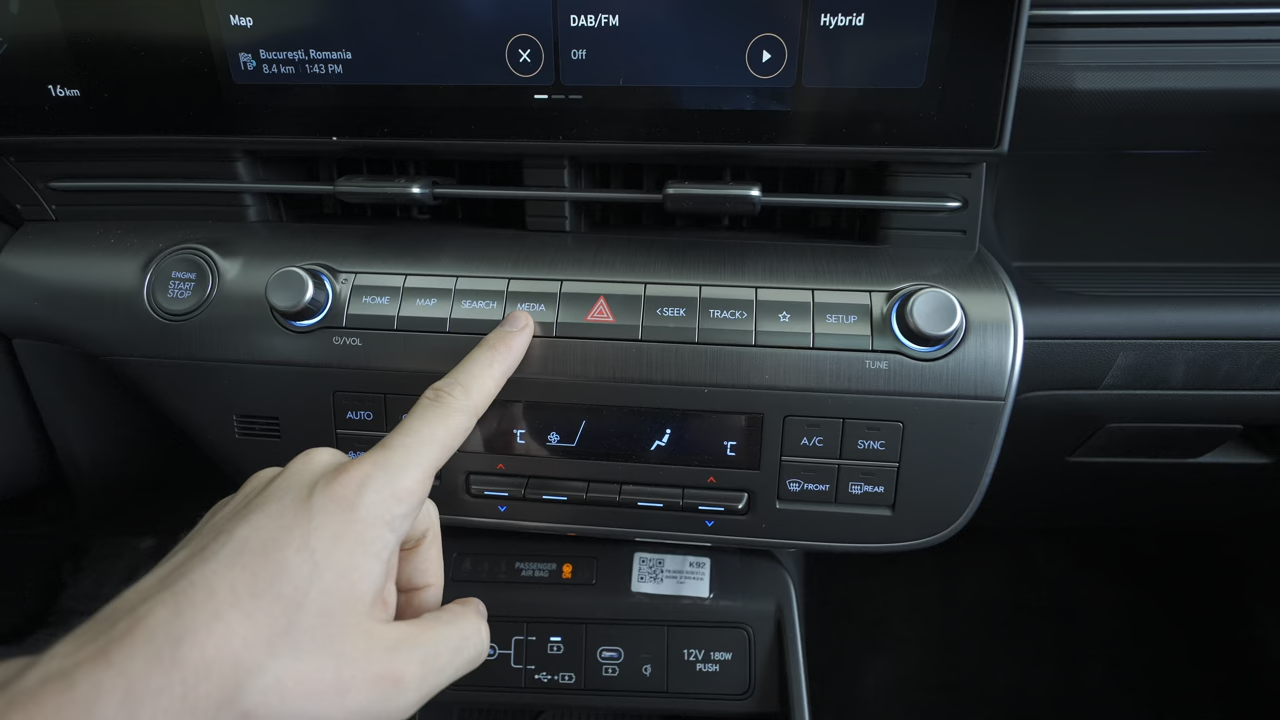 Map
DAB/FM
Hybrid
București, Romania
8.4 km 1:43 PM
Off
16km
ENGINE
START
STOP
HOME
MAP
SEARCH
MEDIA
<SEEK
TRACK>
SETUP
/VOL
TUNE
AUTO
°C
°C
A/C
SYNC
FRONT
REAR
PASSENGER
AIR BAG
ON
K92
12V 180W
PUSH